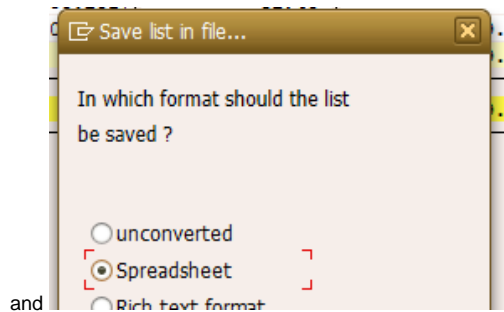 Save list in file...
In which format should the list
be saved ?
unconverted
Spreadsheet
and
Rich text format